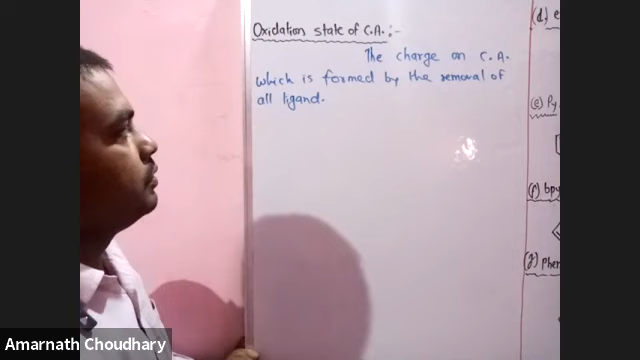 Oxidation state of C.A. :-
The charge on C.A.
which is formed by the removal of
all ligand.
(d) e
(e) Py
(f) bpy
(g) Phen
Amarnath Choudhary